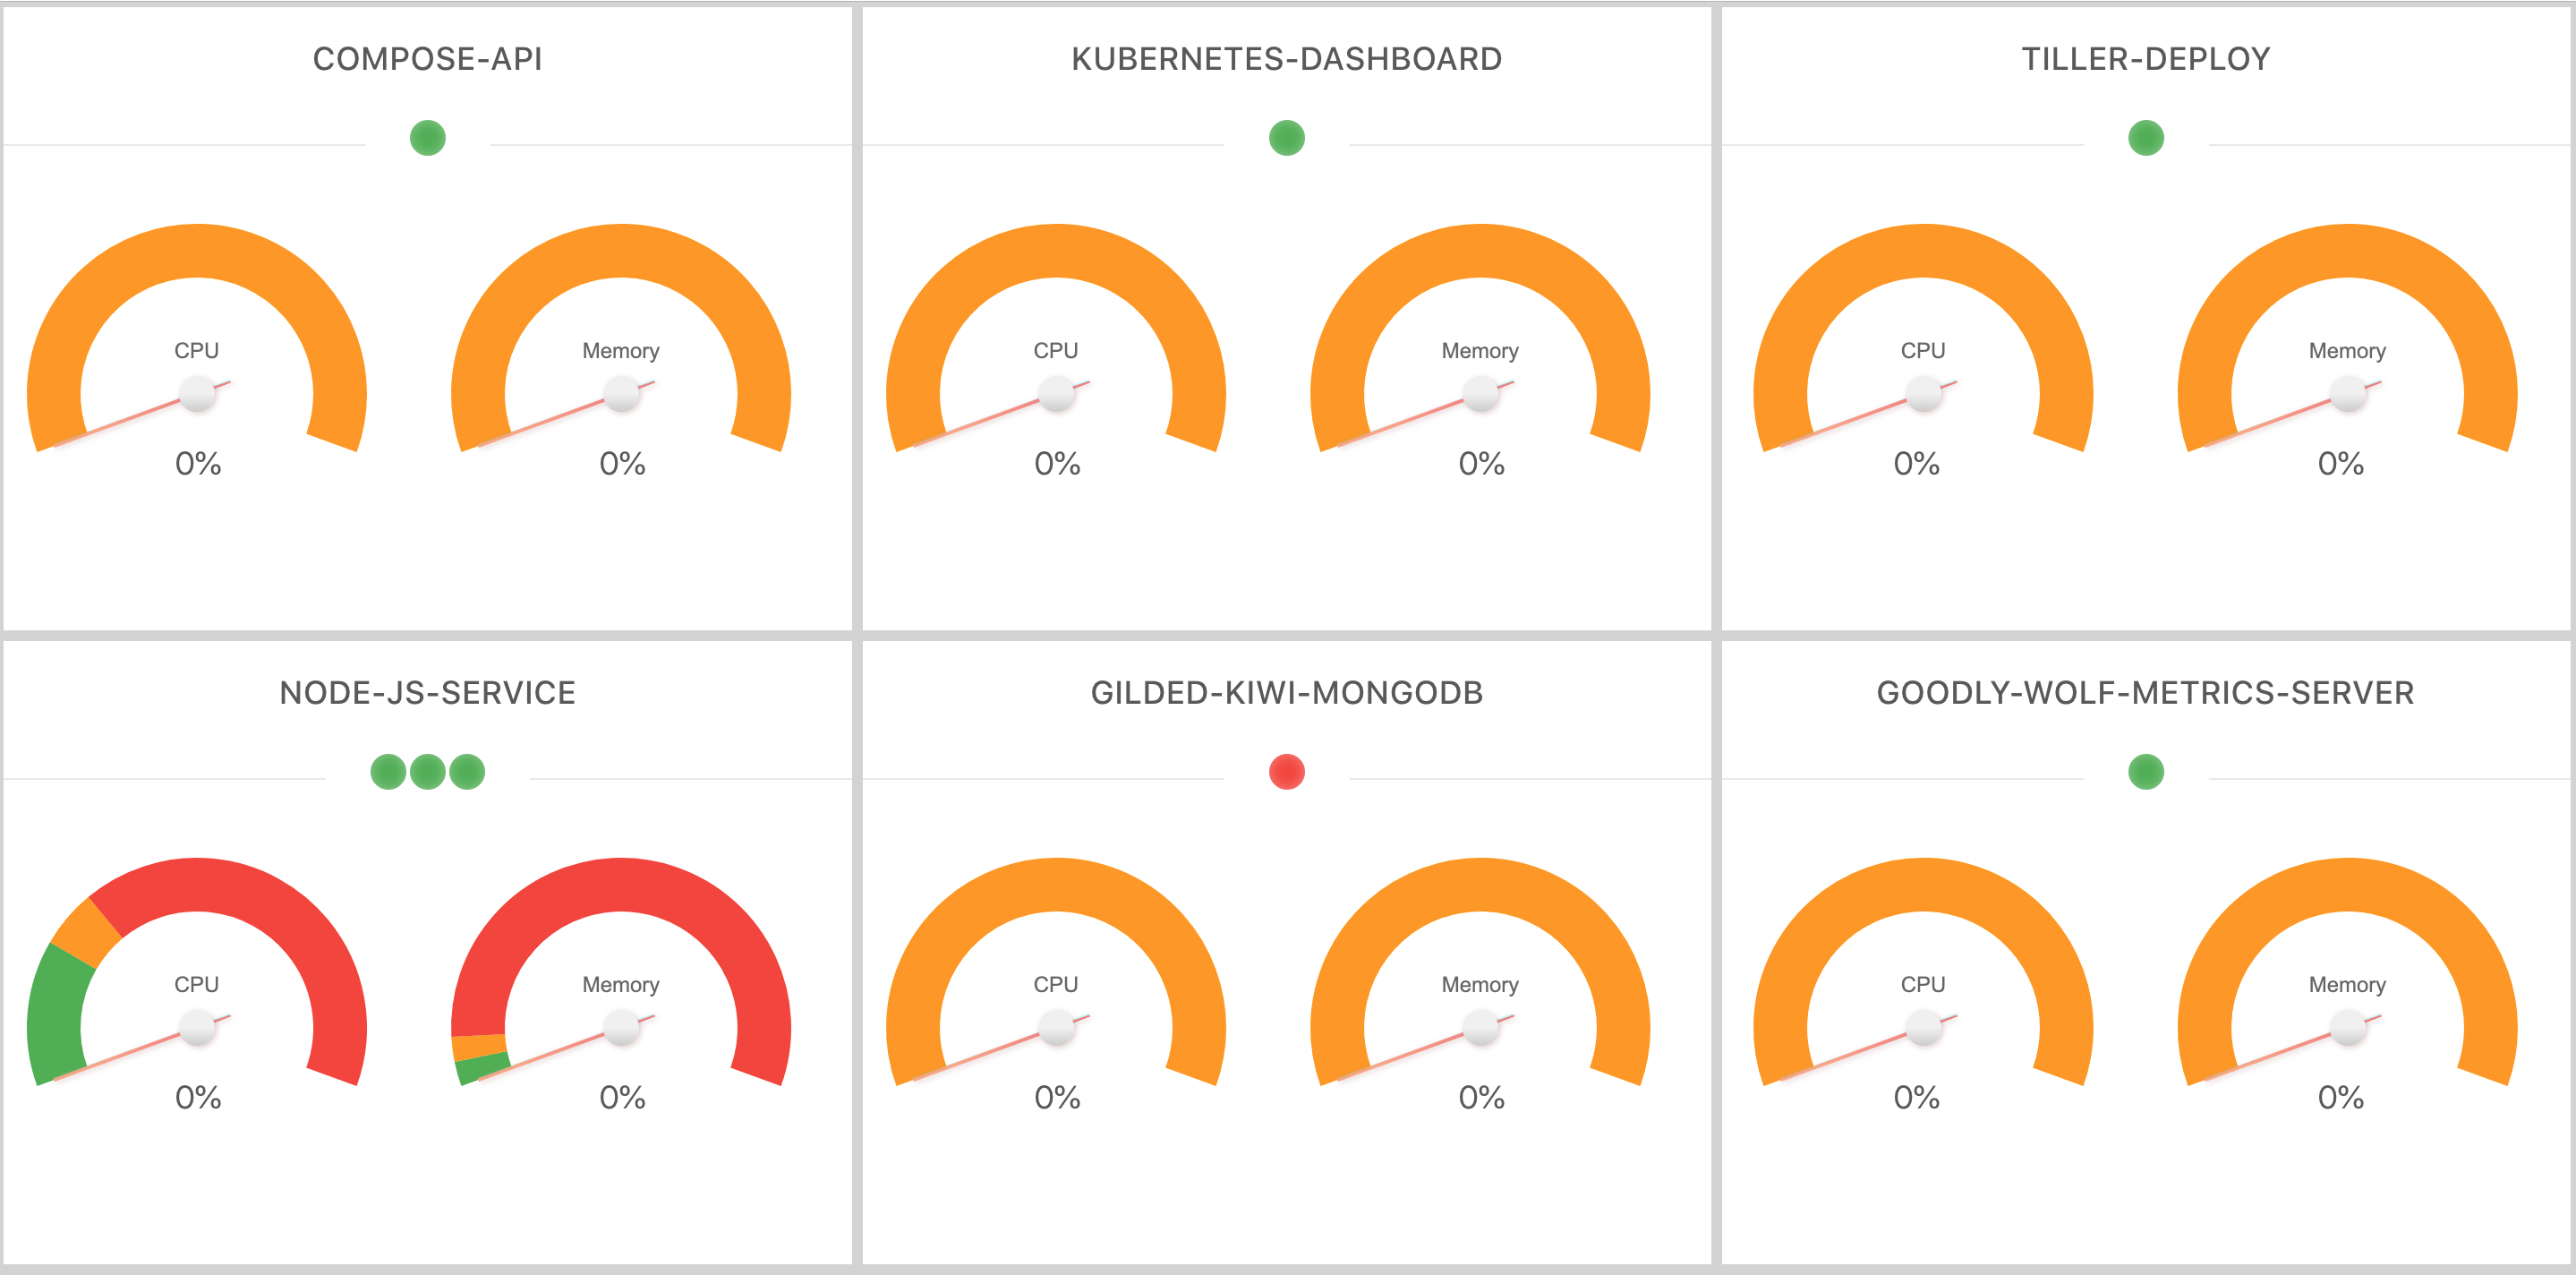 COMPOSE-API
CPU
0%
Memory
0%
KUBERNETES-DASHBOARD
CPU
0%
Memory
0%
TILLER-DEPLOY
CPU
0%
Memory
0%
NODE-JS-SERVICE
CPU
0%
Memory
0%
GILDED-KIWI-MONGODB
CPU
0%
Memory
0%
GOODLY-WOLF-METRICS-SERVER
CPU
0%
Memory
0%